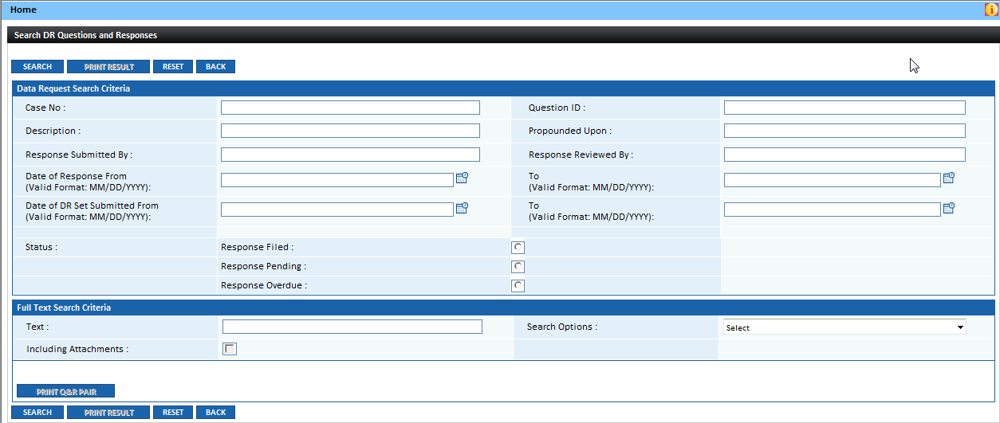 Home
Search DR Questions and Responses
SEARCH PRINT RESULT RESET BACK
Data Request Search Criteria
Case No : Question ID :
Description : Propounded Upon :
Response Submitted By : Response Reviewed By :
Date of Response From To
(Valid Format: MM/DD/YYYY): (Valid Format: MM/DD/YYYY):
Date of DR Set Submitted From To
(Valid Format: MM/DD/YYYY): (Valid Format: MM/DD/YYYY):
Status : Response Filed :
Response Pending :
Response Overdue :
Full Text Search Criteria
Text : Search Options : Select
Including Attachments :
PRINT Q&R PAIR
SEARCH PRINT RESULT RESET BACK